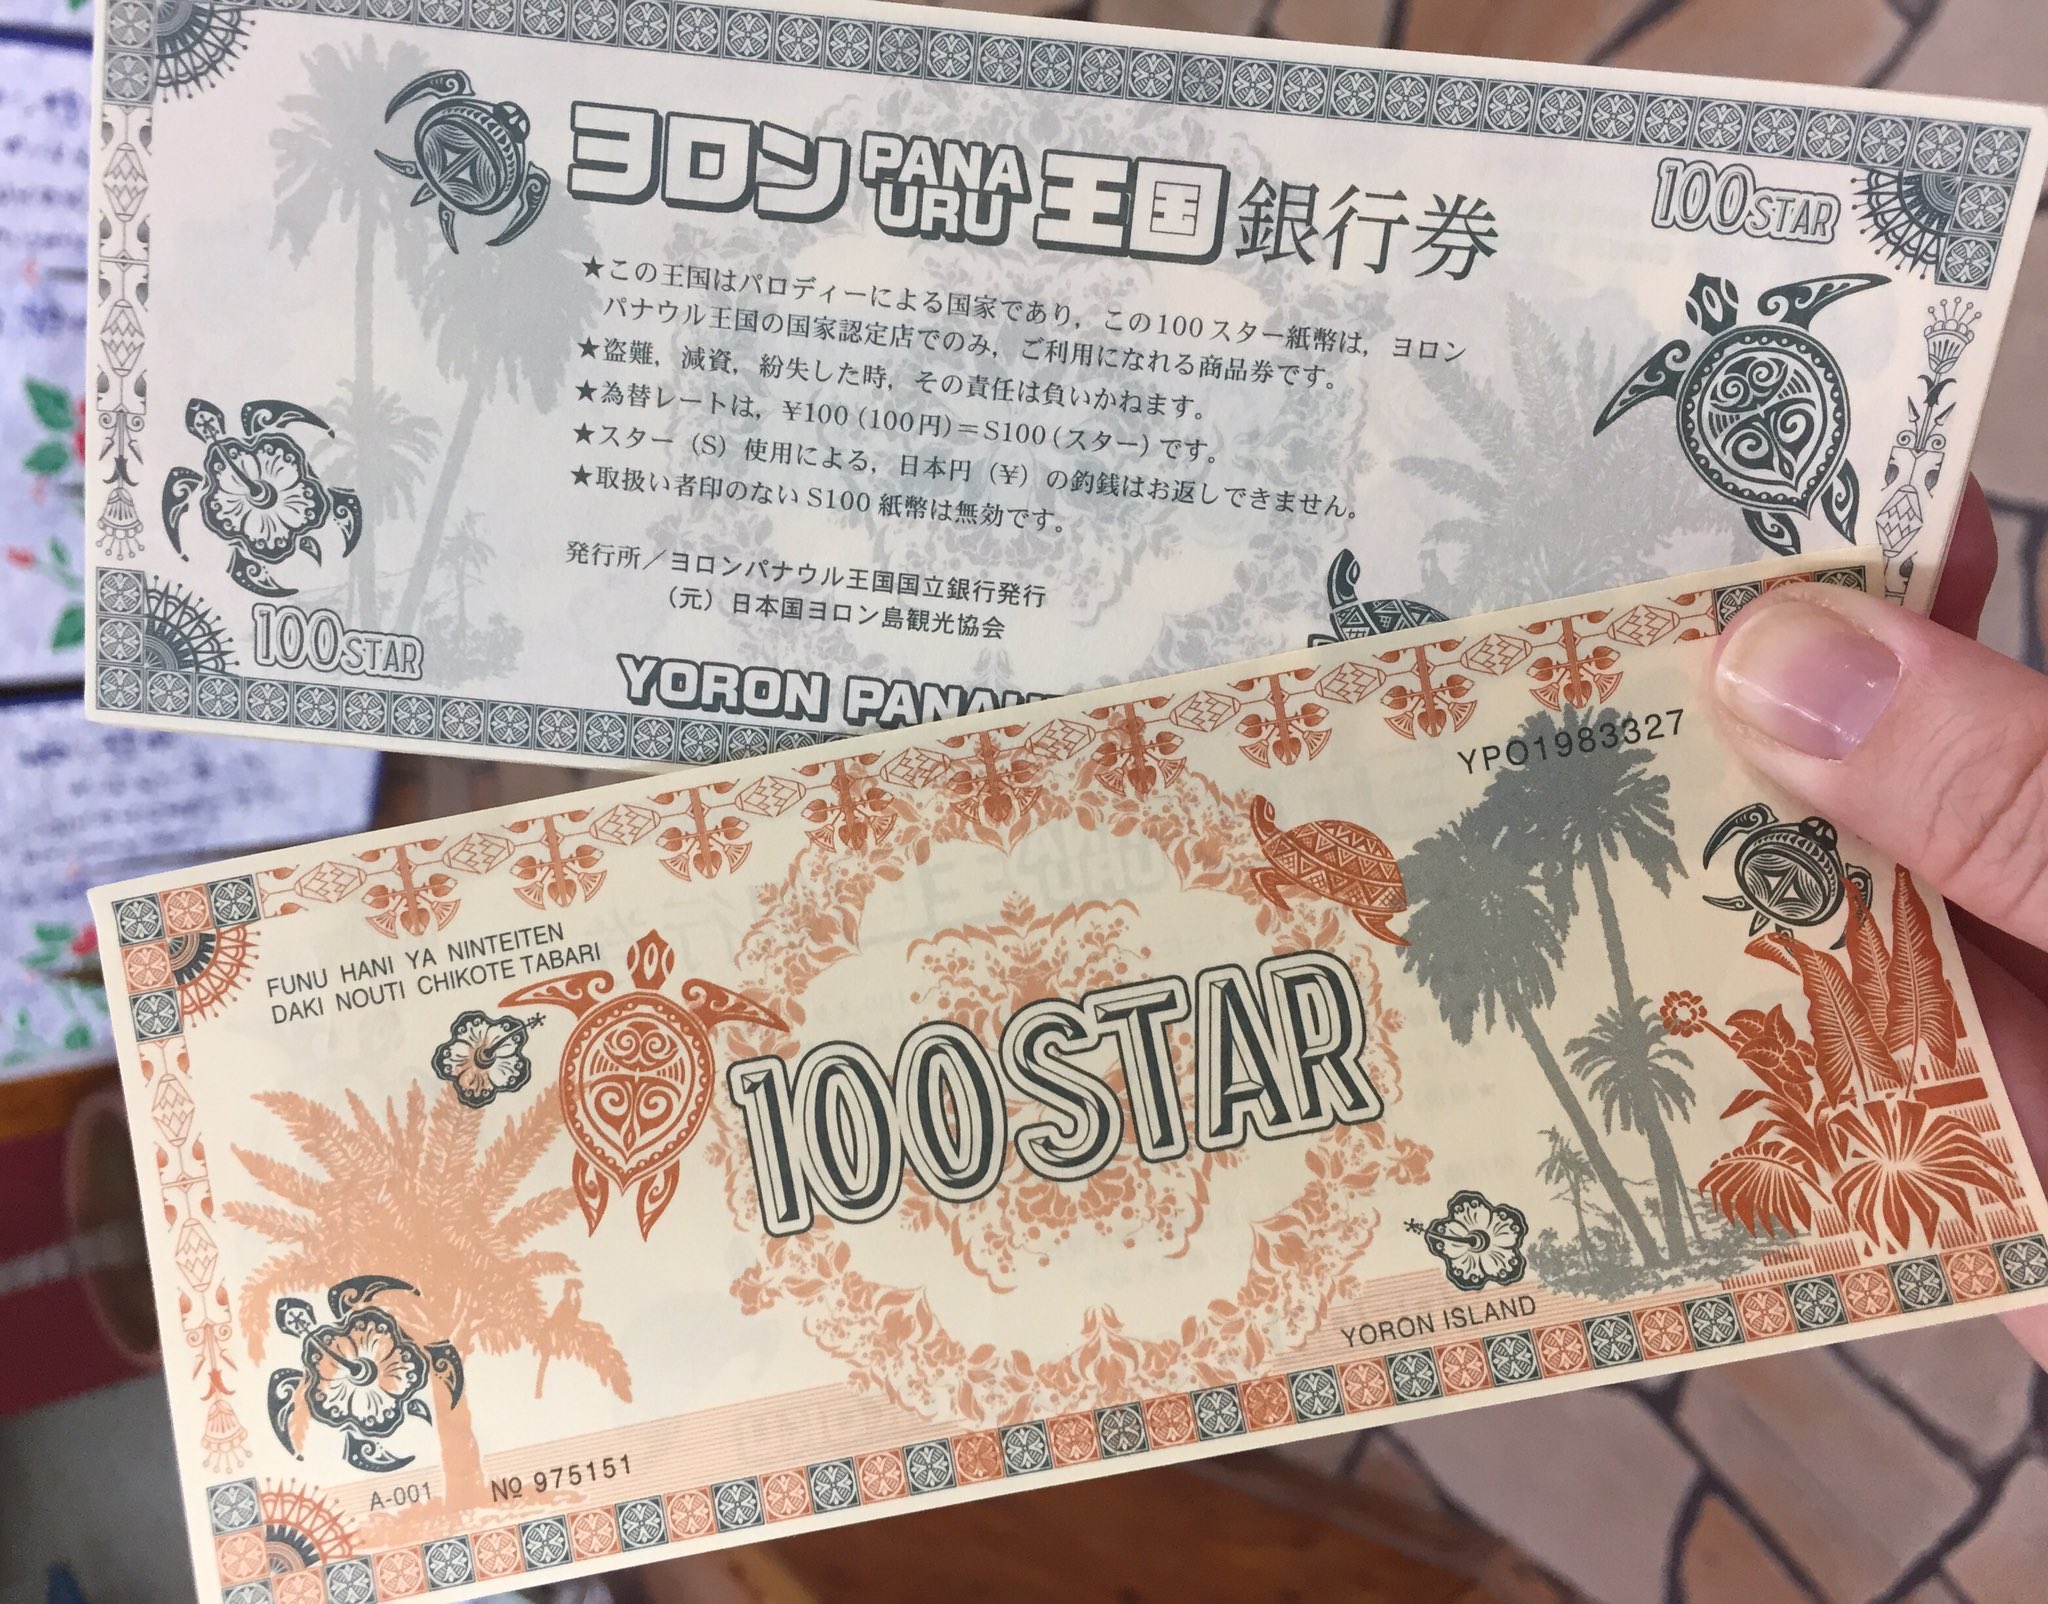 ヨロン PANA URU 王国 銀行券
100STAR
★この王国はパロディーによる国家であり，この100スター紙幣は，ヨロン
パナウル王国の国家認定店でのみ，ご利用になれる商品券です。
★盗難，減資，紛失した時，その責任は負いかねます。
★為替レートは，¥100（100円）＝S100（スター）です。
★スター（S）使用による，日本円（¥）の釣銭はお返しできません。
★取扱い者印のないS100紙幣は無効です。
発行所／ヨロンパナウル王国国立銀行発行
（元）日本国ヨロン島観光協会
100STAR
YORON
YPO1983327
FUNU HANI YA NINTEITEN
DAKI NOUTI CHIKOTE TABARI
100STAR
YORON ISLAND
A-001 № 975151